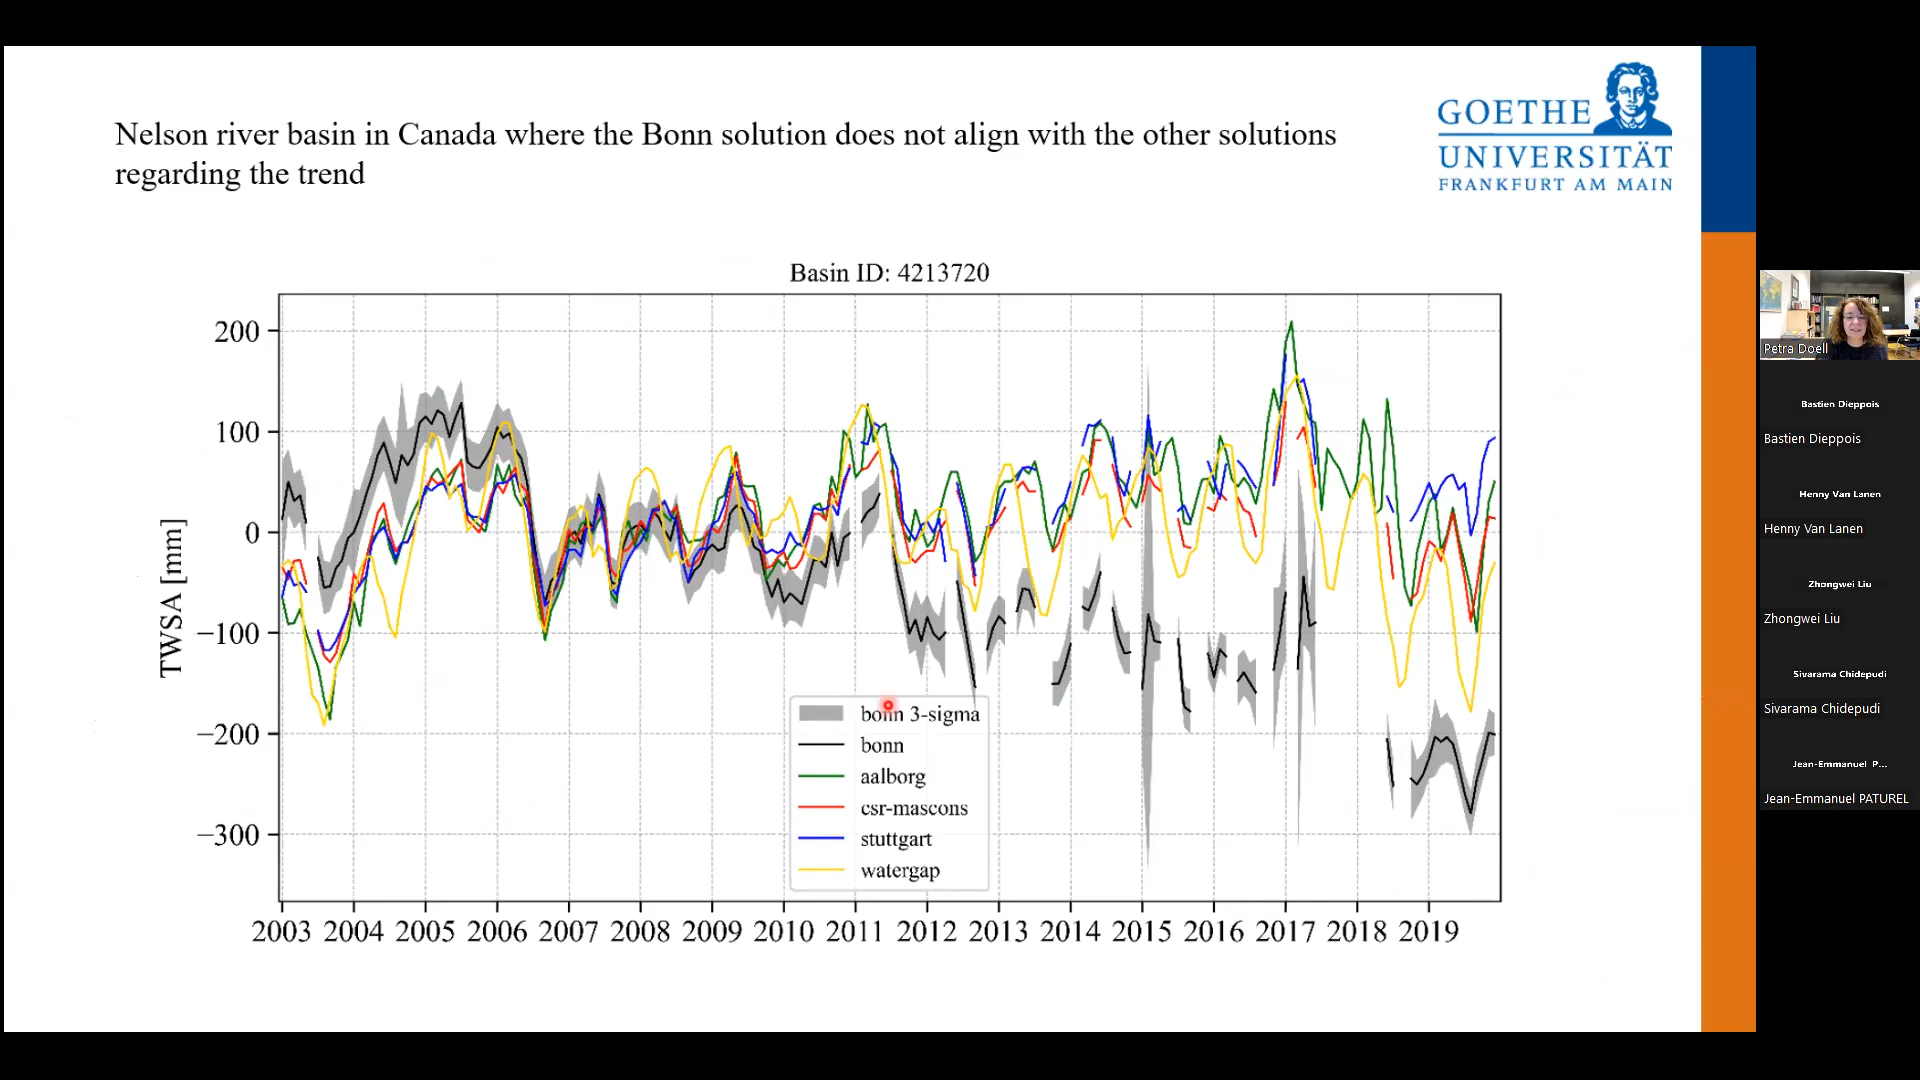 Nelson river basin in Canada where the Bonn solution does not align with the other solutions
regarding the trend
GOETHE
UNIVERSITÄT
FRANKFURT AM MAIN
Basin ID: 4213720
TWSA [mm]
200
100
0
−100
−200
−300
bonn 3-sigma
bonn
aalborg
csr-mascons
stuttgart
watergap
2003 2004 2005 2006 2007 2008 2009 2010 2011 2012 2013 2014 2015 2016 2017 2018 2019
Petra Doell
Bastien Dieppois
Bastien Dieppois
Henny Van Lanen
Henny Van Lanen
Zhongwei Liu
Zhongwei Liu
Sivarama Chidepudi
Sivarama Chidepudi
Jean-Emmanuel P...
Jean-Emmanuel PATUREL